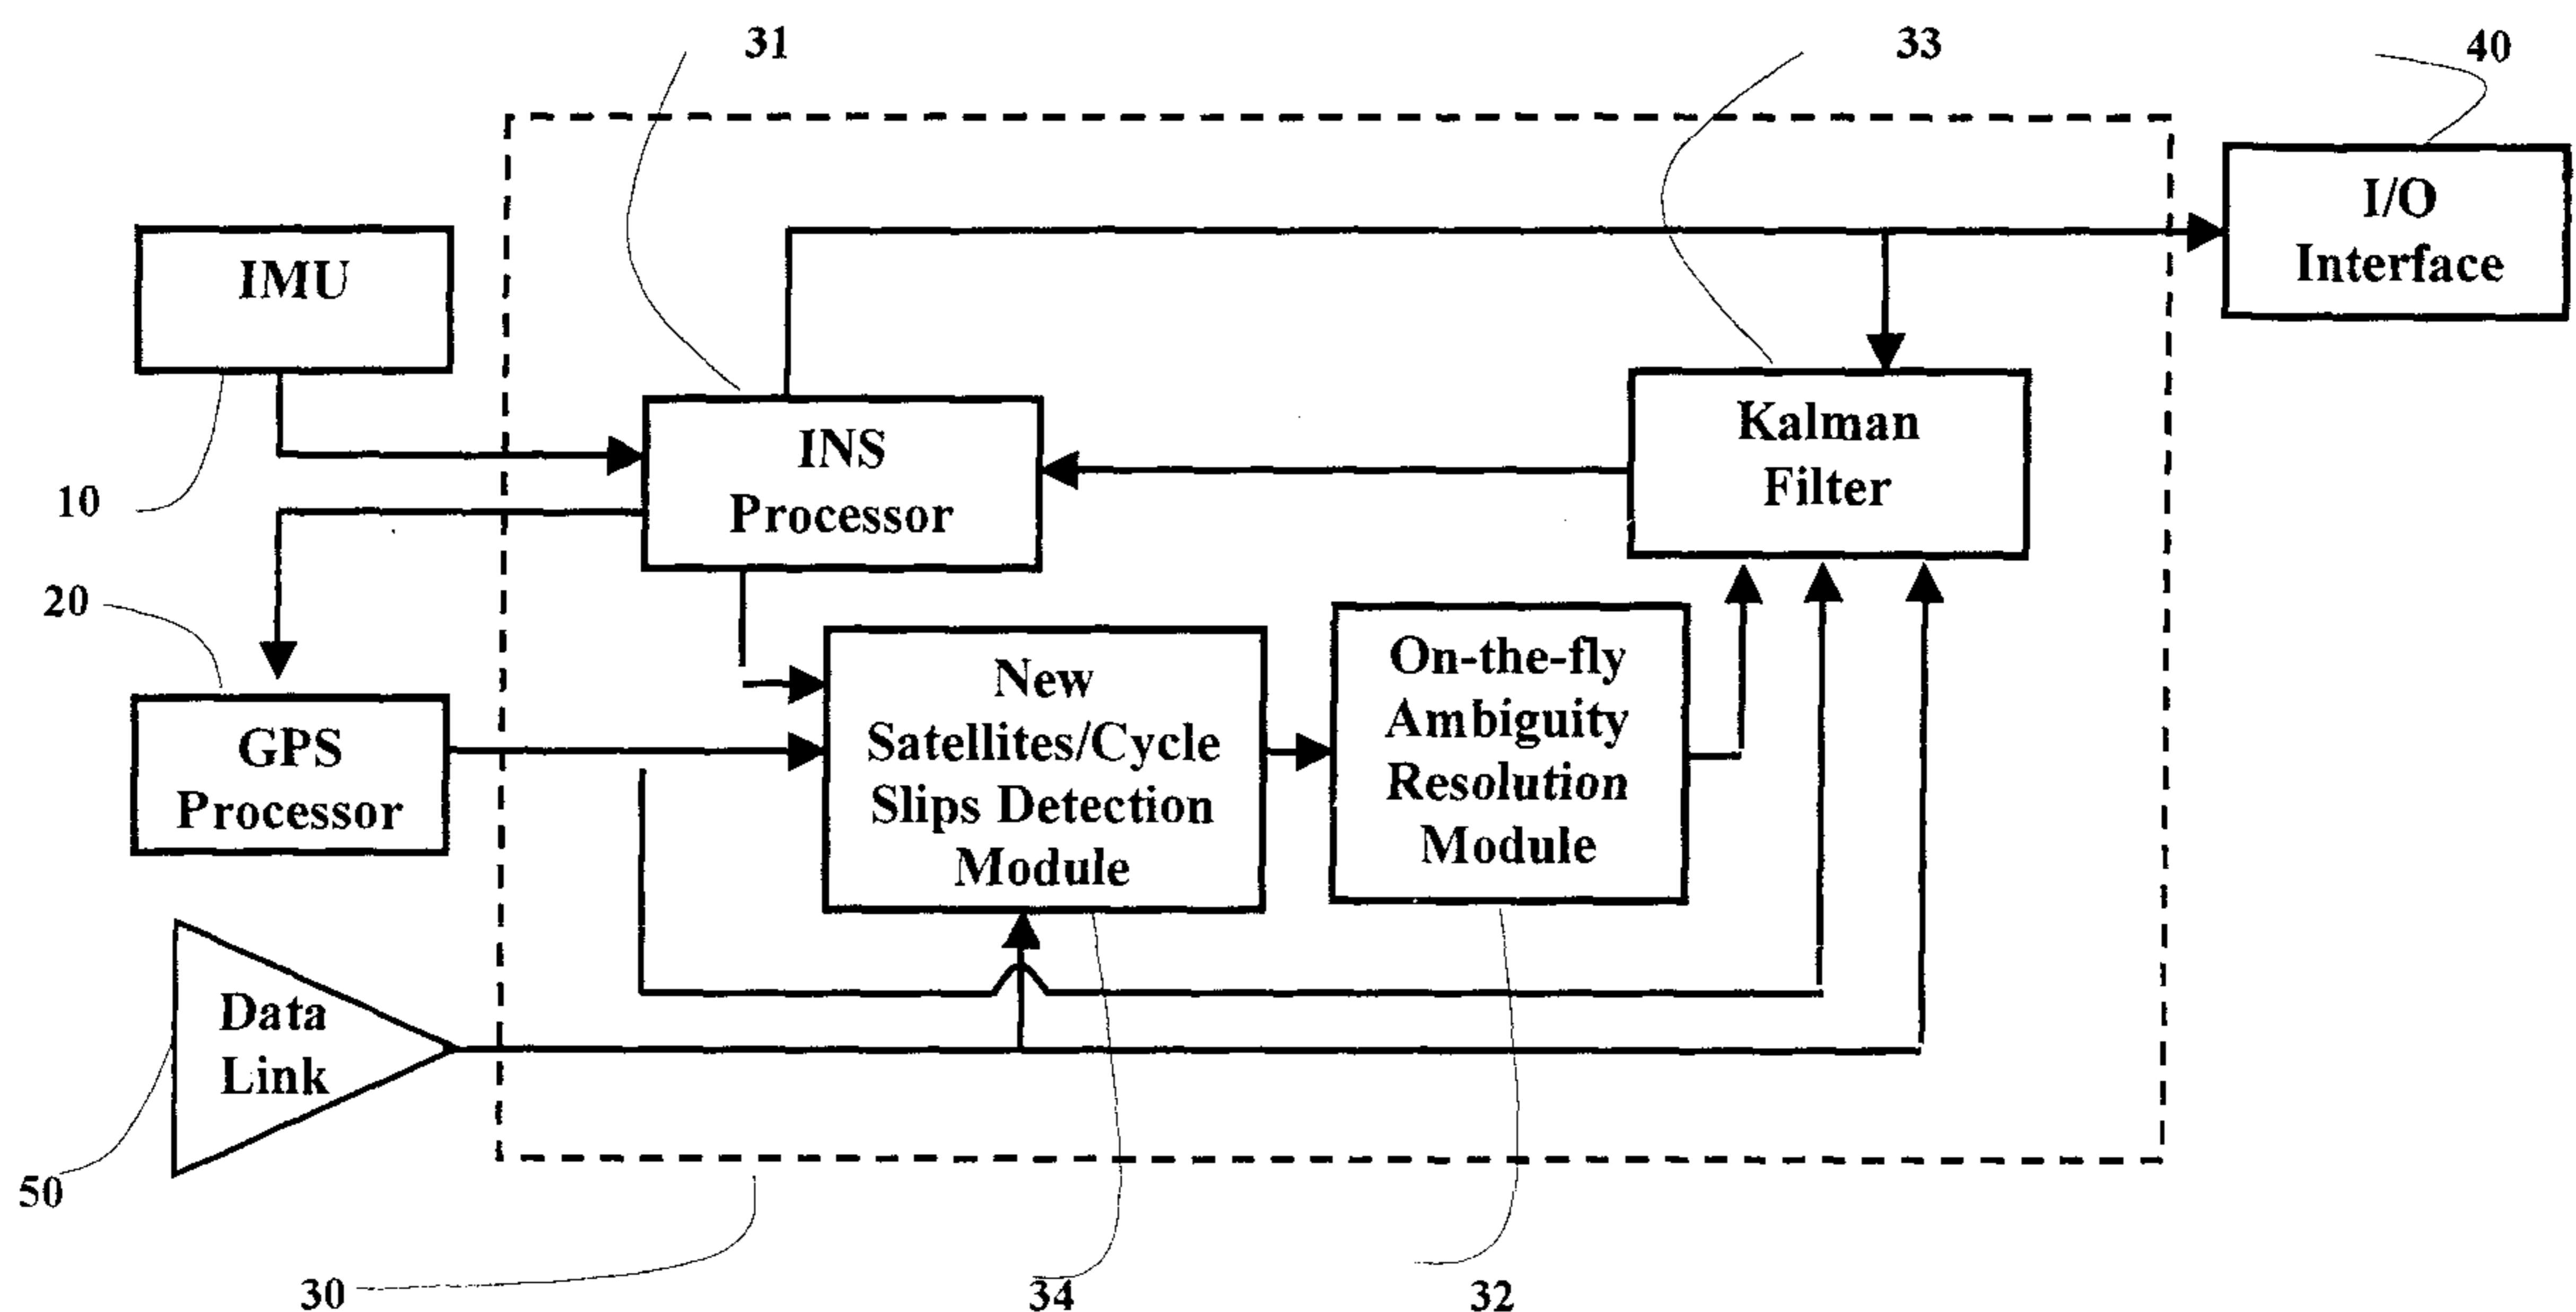 31
33
40
IMU
I/O
Interface
INS
Processor
Kalman
Filter
10
20
GPS
Processor
New
Satellites/Cycle
Slips Detection
Module
On-the-fly
Ambiguity
Resolution
Module
Data
Link
50
30
34
32